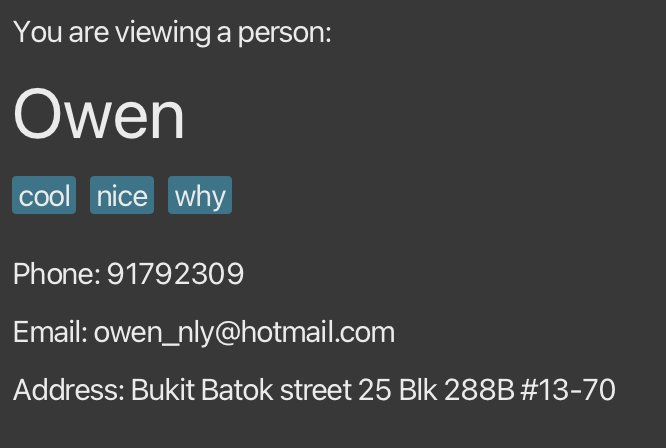 You are viewing a person:
Owen
cool nice why
Phone: 91792309
Email: owen_nly@hotmail.com
Address: Bukit Batok street 25 Blk 288B #13-70